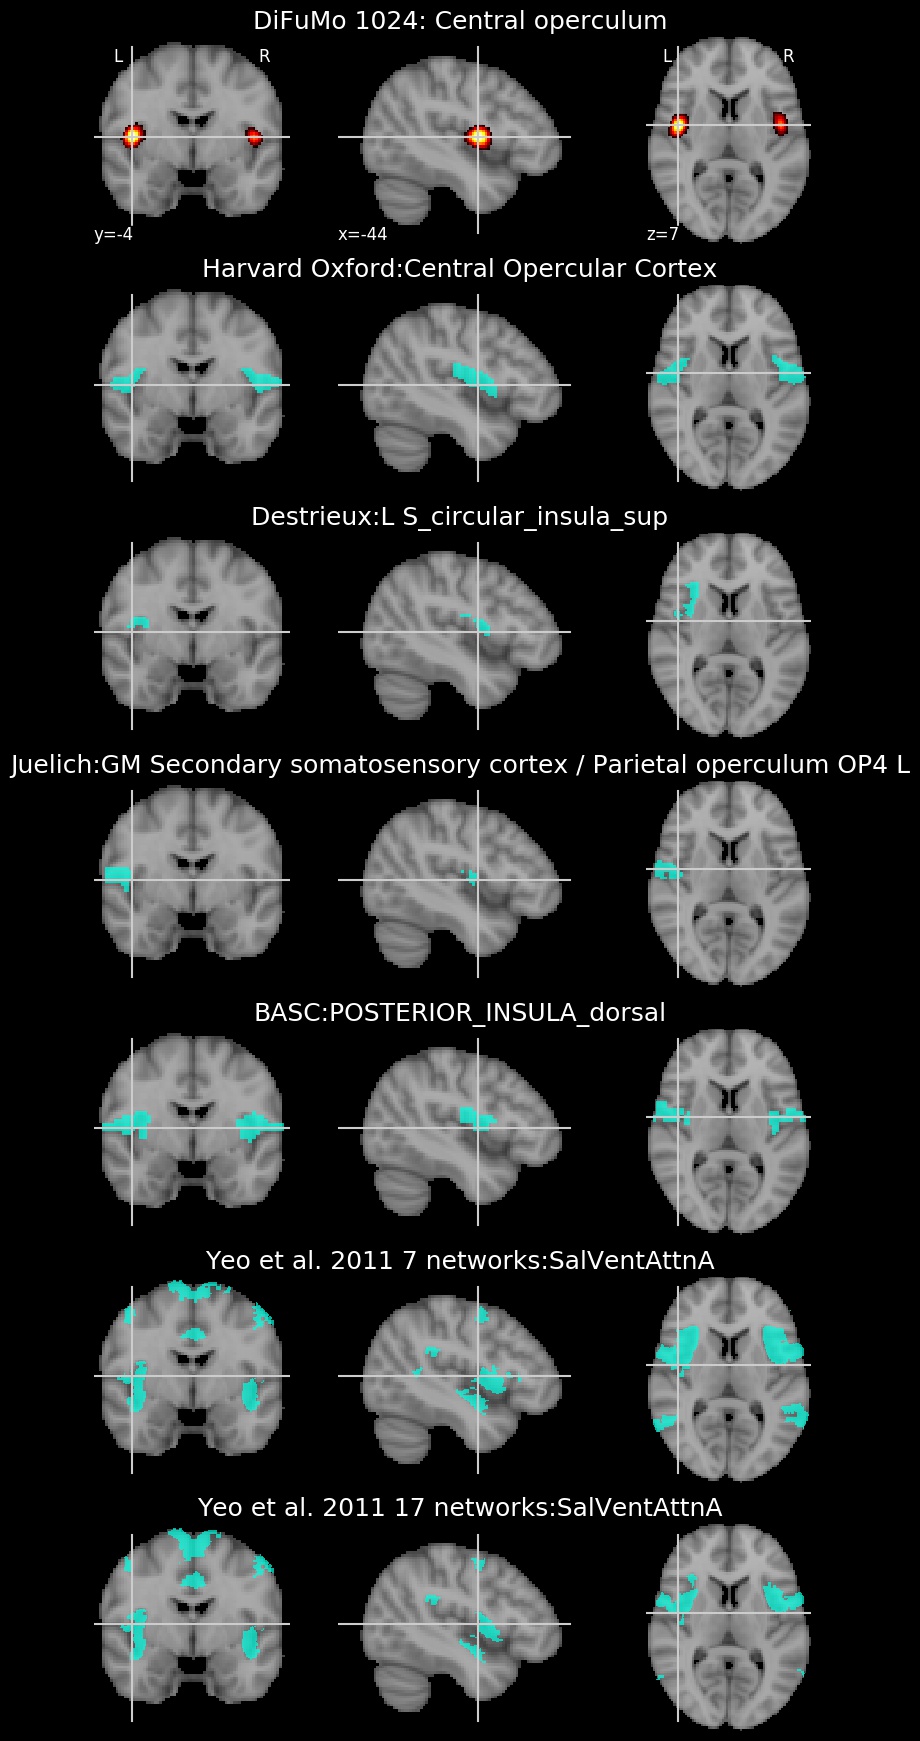 DiFuMo 1024: Central operculum
L R L R
y=-4 x=-44 z=7
Harvard Oxford:Central Opercular Cortex
Destrieux:L S_circular_insula_sup
Juelich:GM Secondary somatosensory cortex / Parietal operculum OP4 L
BASC:POSTERIOR_INSULA_dorsal
Yeo et al. 2011 7 networks:SalVentAttnA
Yeo et al. 2011 17 networks:SalVentAttnA